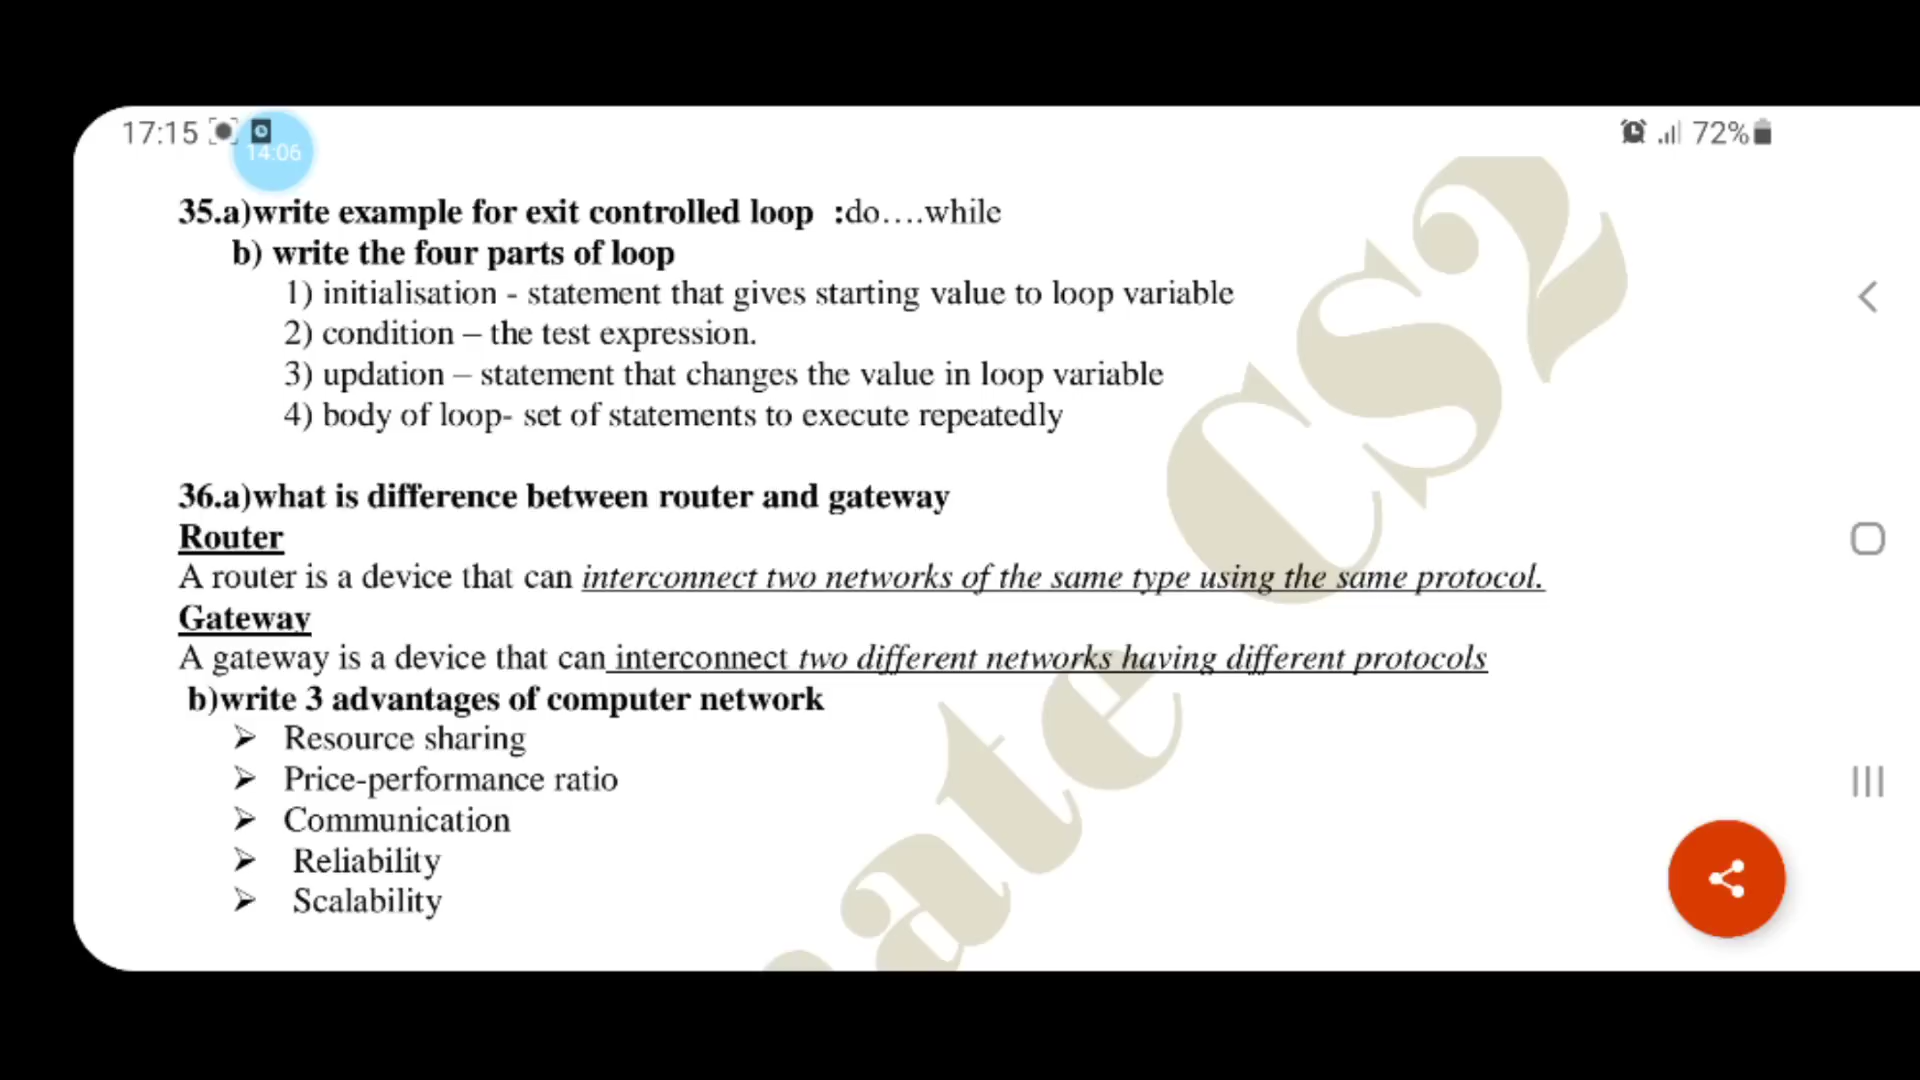 17:15
14:06
72%
35.a)write example for exit controlled loop :do....while
b) write the four parts of loop
1) initialisation - statement that gives starting value to loop variable
2) condition – the test expression.
3) updation – statement that changes the value in loop variable
4) body of loop- set of statements to execute repeatedly
36.a)what is difference between router and gateway
Router
A router is a device that can interconnect two networks of the same type using the same protocol.
Gateway
A gateway is a device that can interconnect two different networks having different protocols
b)write 3 advantages of computer network
➢ Resource sharing
➢ Price-performance ratio
➢ Communication
➢ Reliability
➢ Scalability
CS2